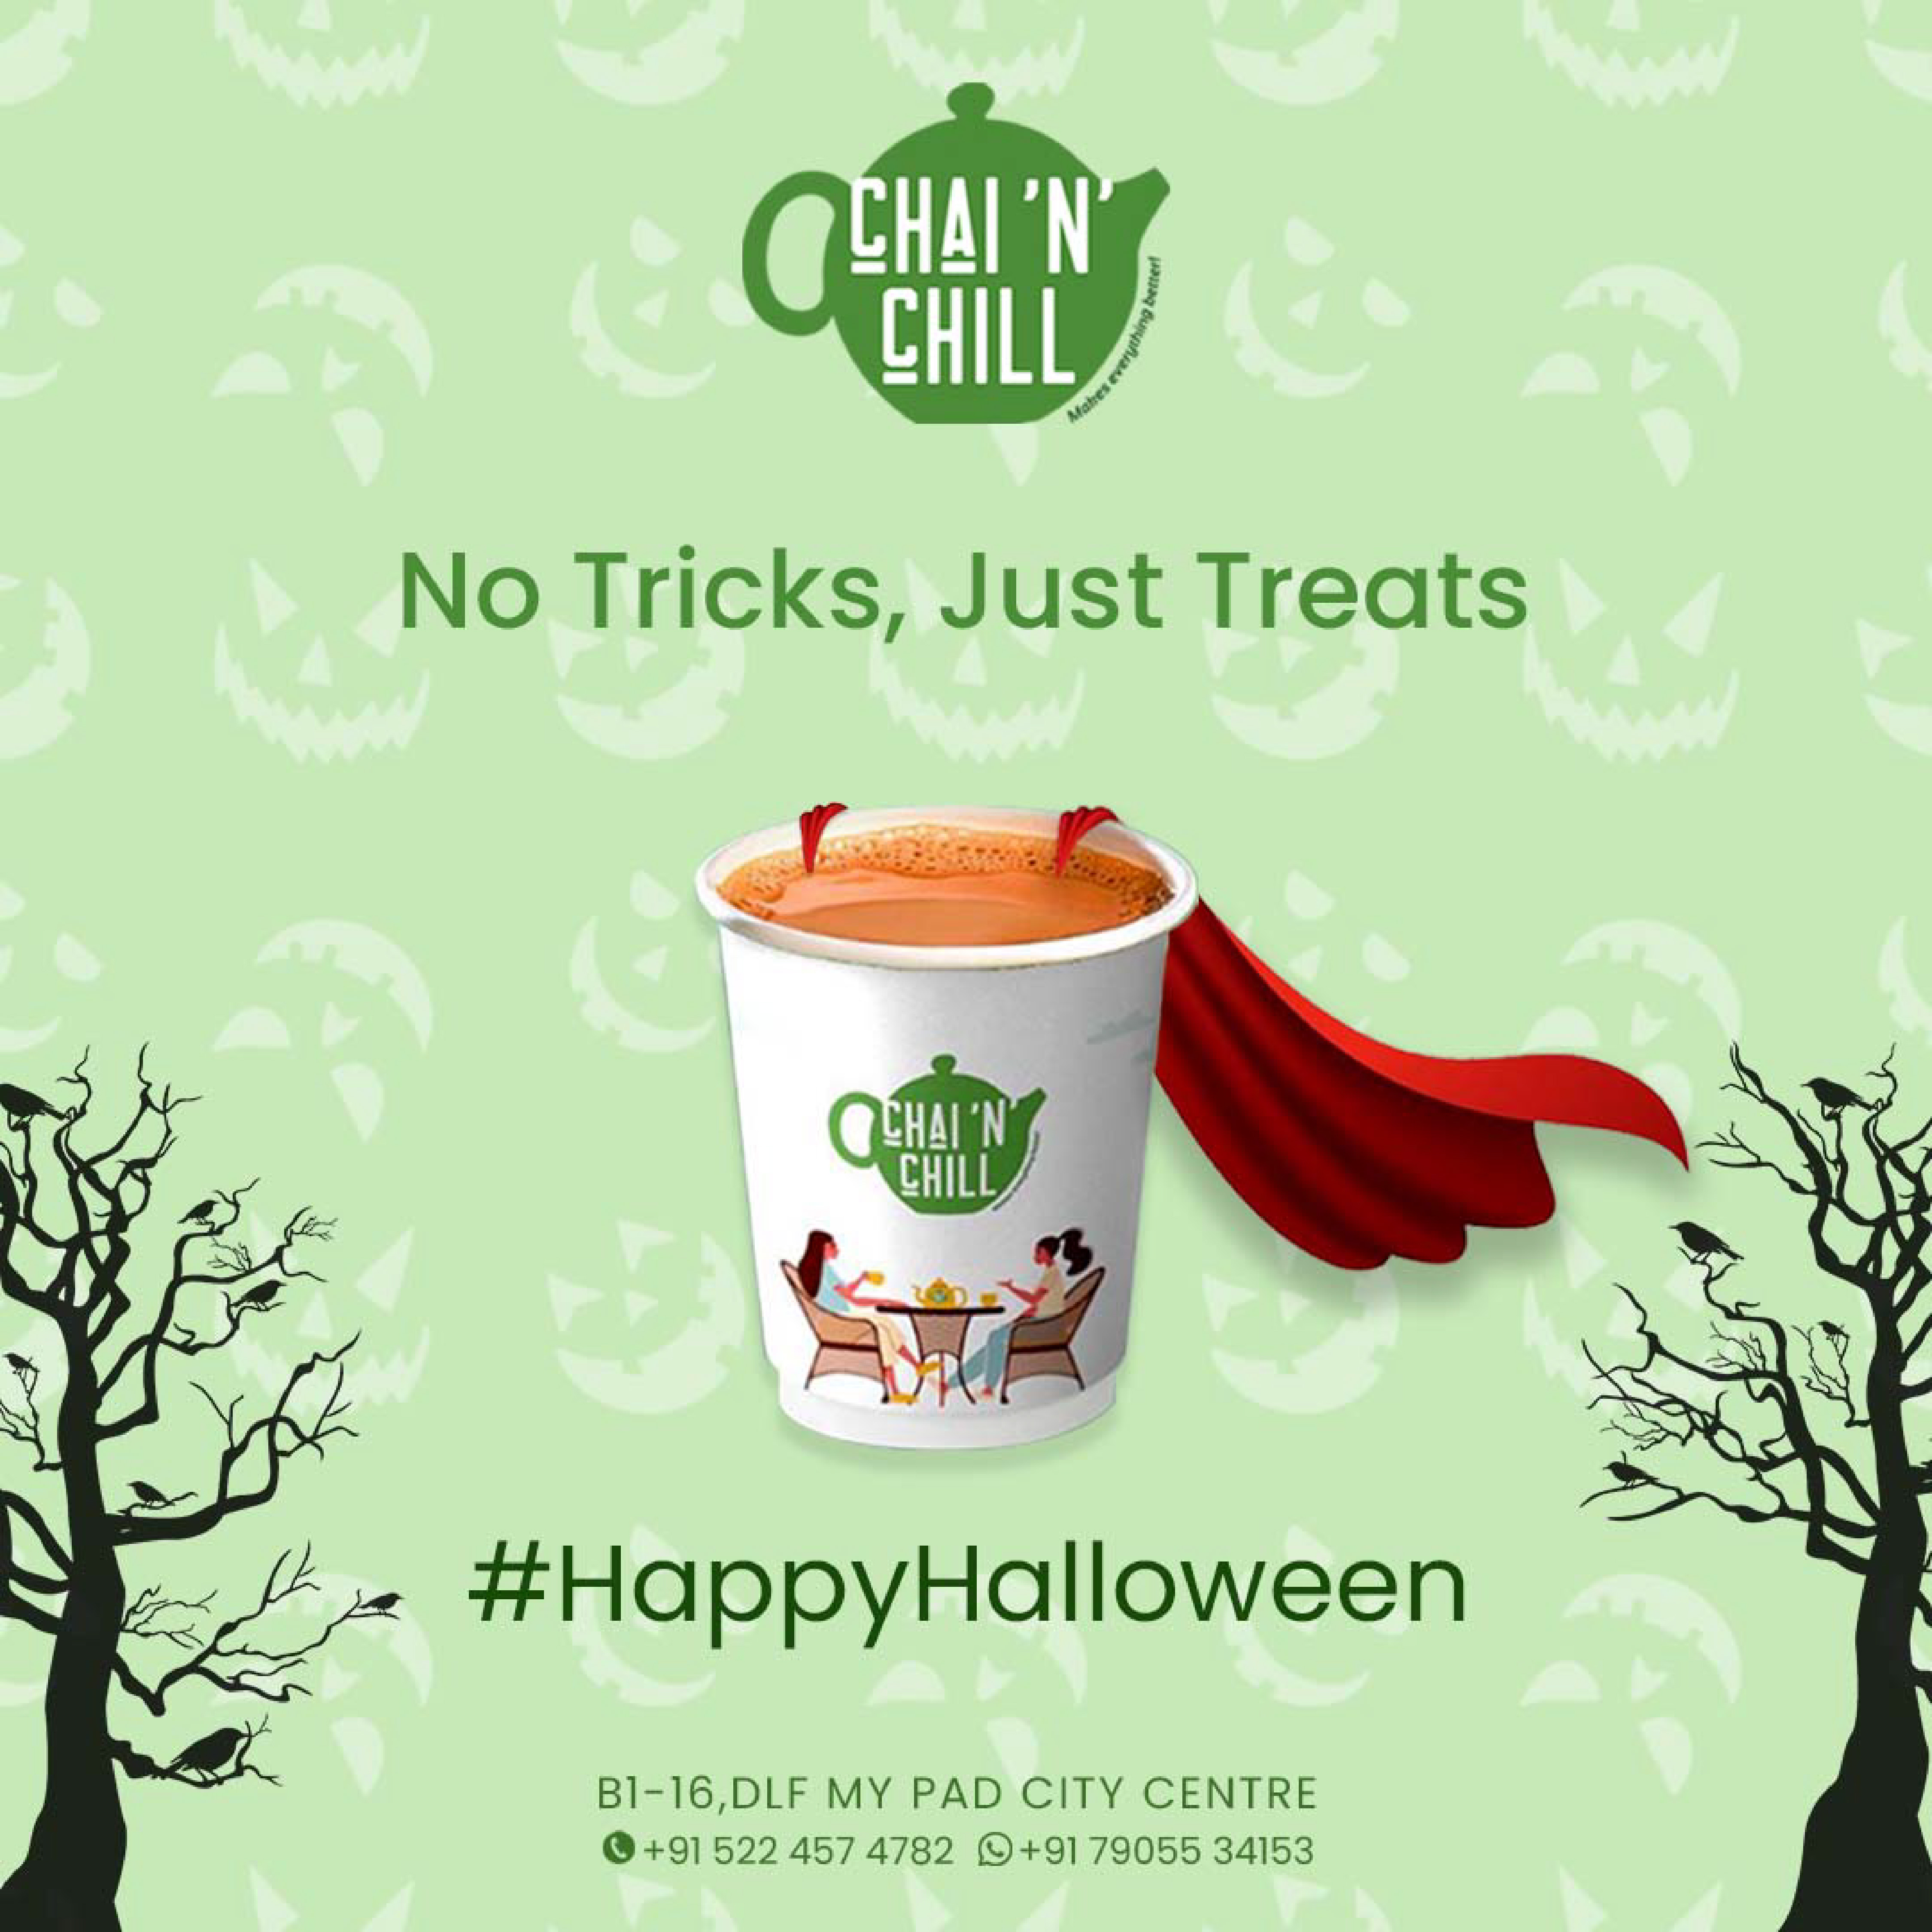 CHAI 'N'
CHILL
Makes everything better!
No Tricks, Just Treats
CHAI 'N'
CHILL
#HappyHalloween
B1-16,DLF MY PAD CITY CENTRE
+91 522 457 4782 +91 79055 34153